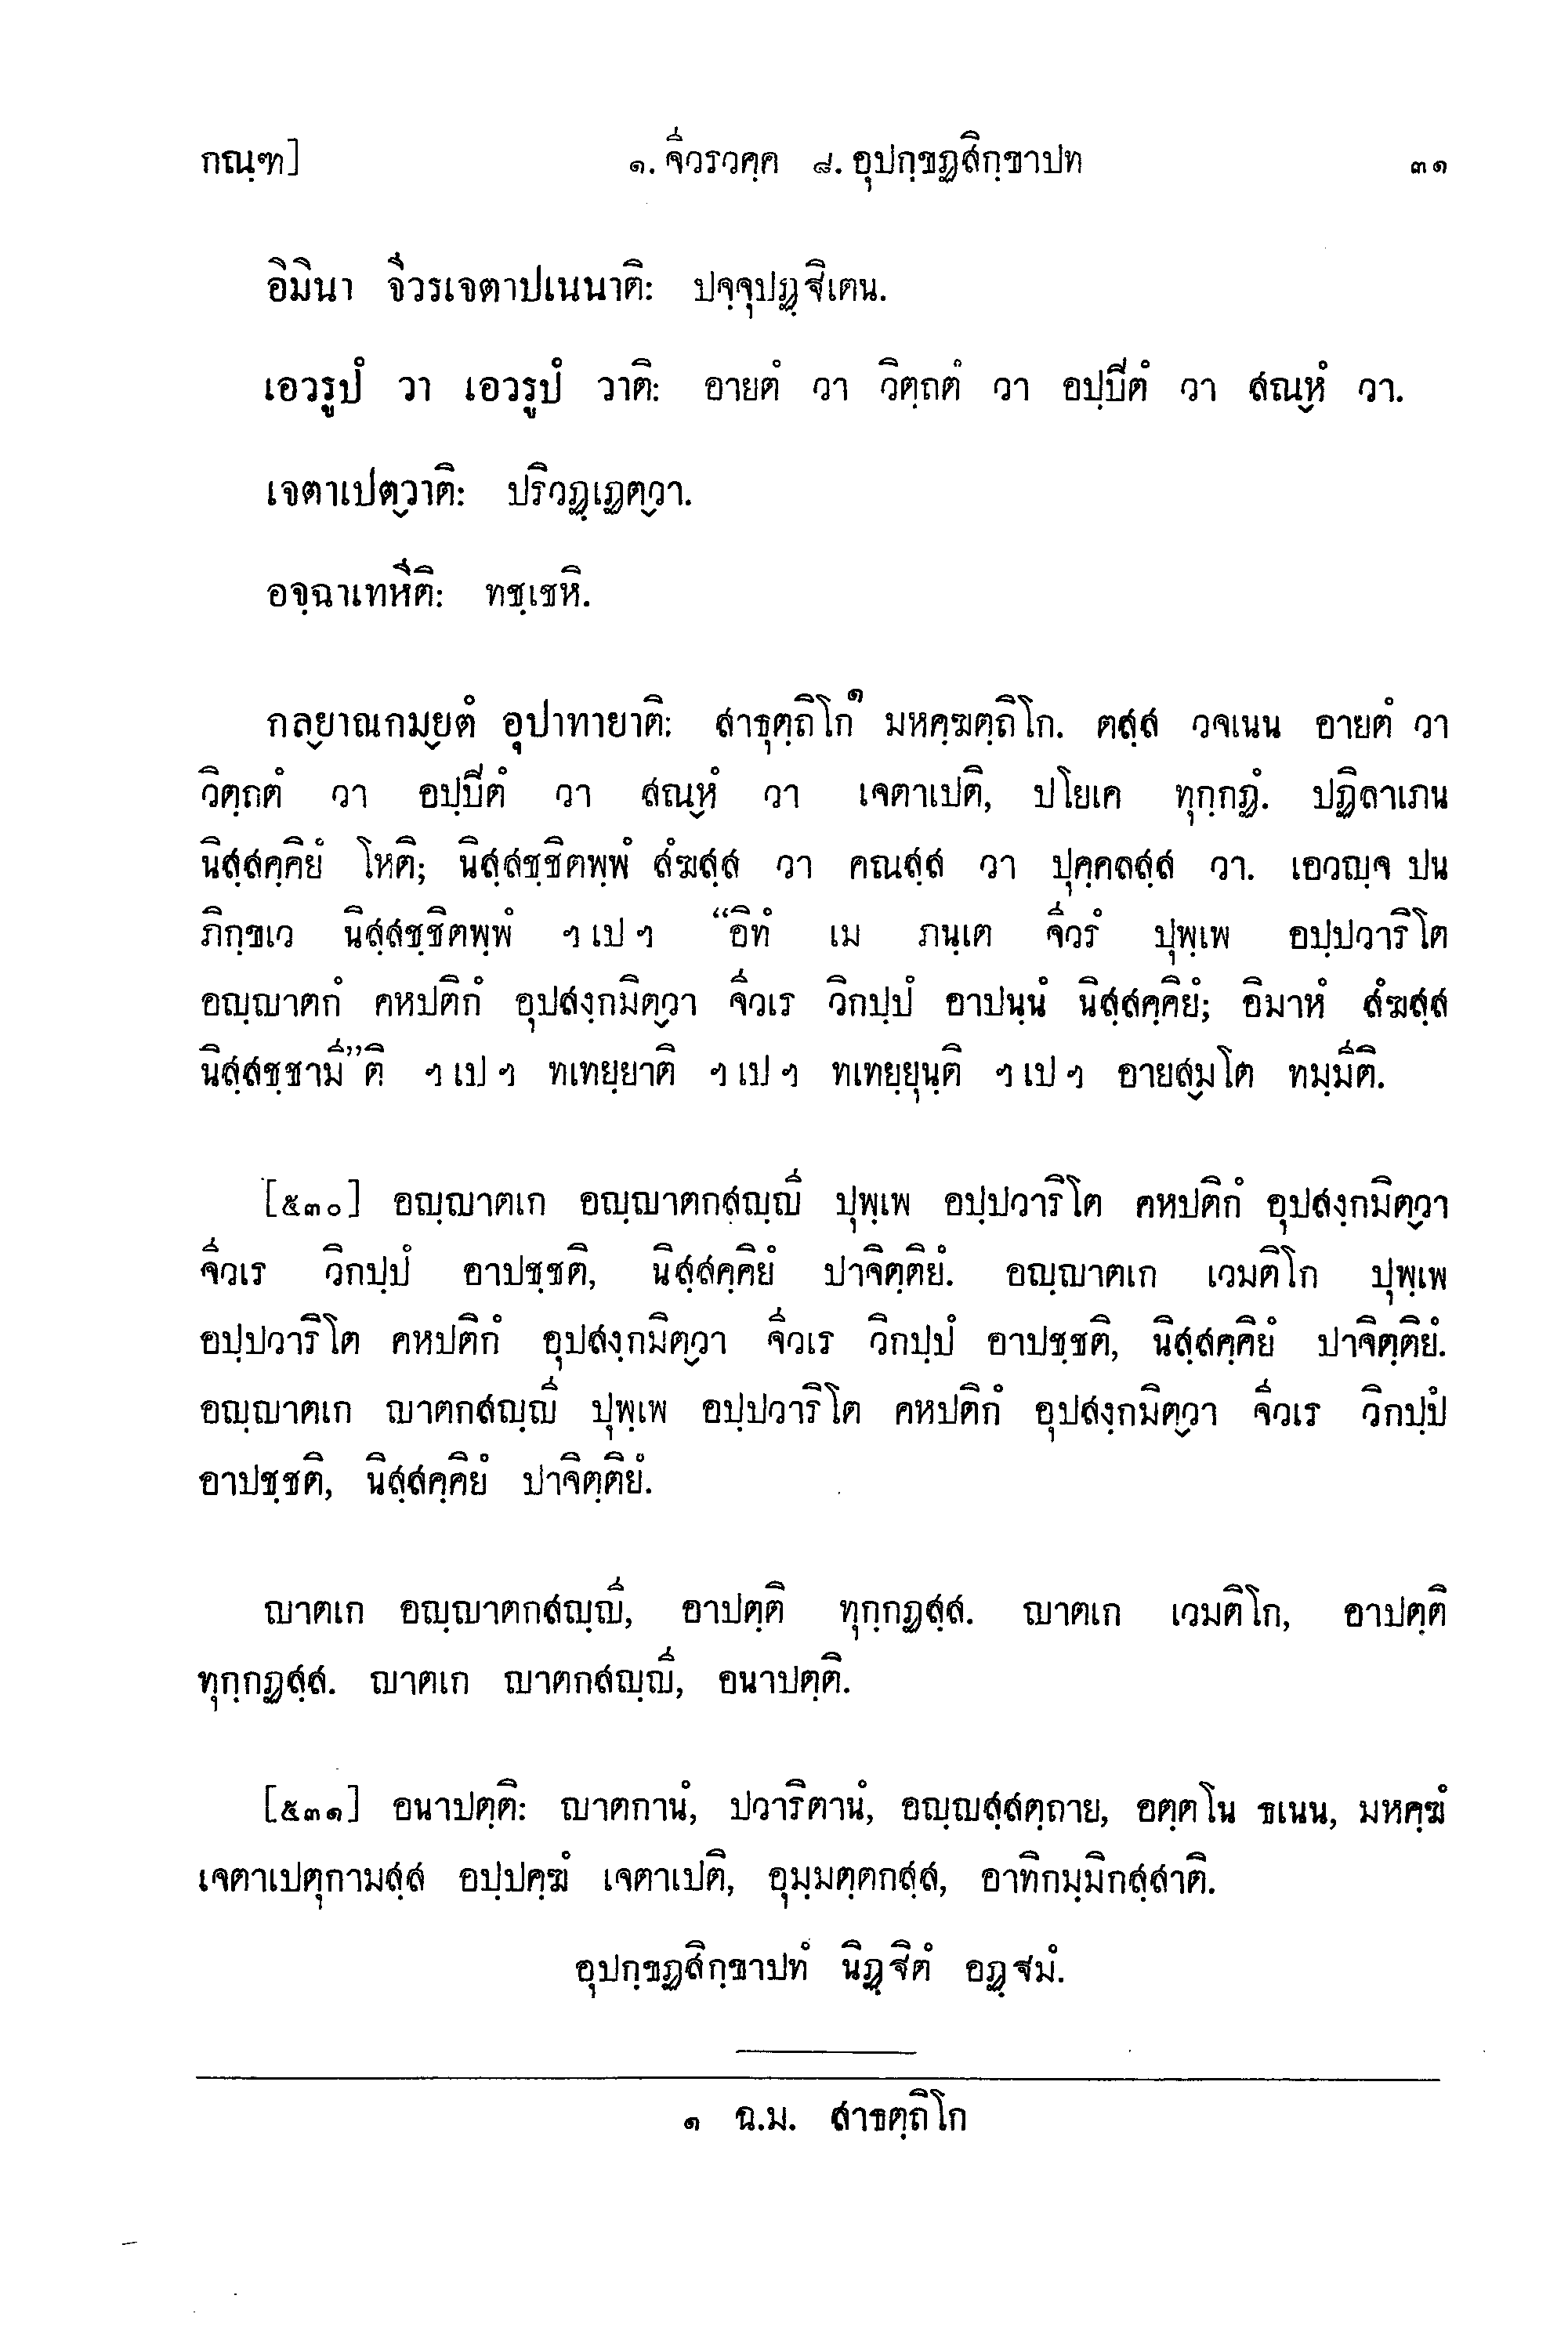 กณฺฑ] ๑. จีวรวคฺค ๘. อุปกฺขฏสิกฺขาปท ๓๑
อิมินา จีวรเจตาปเนนาติ: ปจฺจุปฏฺฐิเตน.
เอวรูปํ วา เอวรูปํ วาติ: อายตํ วา วิตฺถตํ วา อปฺปีตํ วา สณฺหํ วา.
เจตาเปตฺวาติ: ปริวฏฺเฏตฺวา.
อจฺฉาเทหีติ: ทชฺเชหิ.
กลฺยาณกมฺยตํ อุปาทายาติ: สาธุตฺถิโก๑ มหคฺฆตฺถิโก. ตสฺส วจเนน อายตํ วา
วิตฺถตํ วา อปฺปีตํ วา สณฺหํ วา เจตาเปติ, ปโยเค ทุกฺกฏํ. ปฏิลาเภน
นิสฺสคฺคิยํ โหติ; นิสฺสชฺชิตพฺพํ สํฆสฺส วา คณสฺส วา ปุคฺคลสฺส วา. เอวญฺจ ปน
ภิกฺขเว นิสฺสชฺชิตพฺพํ ฯเปฯ “อิทํ เม ภนฺเต จีวรํ ปุพฺเพ อปฺปวาริโต
อญฺญาตกํ คหปติกํ อุปสงฺกมิตฺวา จีวเร วิกปฺปํ อาปนฺนํ นิสฺสคฺคิยํ; อิมาหํ สํฆสฺส
นิสฺสชฺชามี”ติ ฯเปฯ ทเทยฺยาติ ฯเปฯ ทเทยฺยุนฺติ ฯเปฯ อายสฺมโต ทมฺมีติ.
[๕๓๐] อญฺญาตเก อญฺญาตกสญฺญี ปุพฺเพ อปฺปวาริโต คหปติกํ อุปสงฺกมิตฺวา
จีวเร วิกปฺปํ อาปชฺชติ, นิสฺสคฺคิยํ ปาจิตฺติยํ. อญฺญาตเก เวมติโก ปุพฺเพ
อปฺปวาริโต คหปติกํ อุปสงฺกมิตฺวา จีวเร วิกปฺปํ อาปชฺชติ, นิสฺสคฺคิยํ ปาจิตฺติยํ.
อญฺญาตเก ญาตกสญฺญี ปุพฺเพ อปฺปวาริโต คหปติกํ อุปสงฺกมิตฺวา จีวเร วิกปฺปํ
อาปชฺชติ, นิสฺสคฺคิยํ ปาจิตฺติยํ.
ญาตเก อญฺญาตกสญฺญี, อาปตฺติ ทุกฺกฏสฺส. ญาตเก เวมติโก, อาปตฺติ
ทุกฺกฏสฺส. ญาตเก ญาตกสญฺญี, อนาปตฺติ.
[๕๓๑] อนาปตฺติ: ญาตกานํ, ปวาริตานํ, อญฺญสฺสตฺถาย, อตฺตโน ธเนน, มหคฺฆํ
เจตาเปตุกามสฺส อปฺปคฺฆํ เจตาเปติ, อุมฺมตฺตกสฺส, อาทิกมฺมิกสฺสาติ.
อุปกฺขฏสิกฺขาปทํ นิฏฺฐิตํ อฏฺฐมํ.
๑ ฉ.ม. สาธตฺถิโก